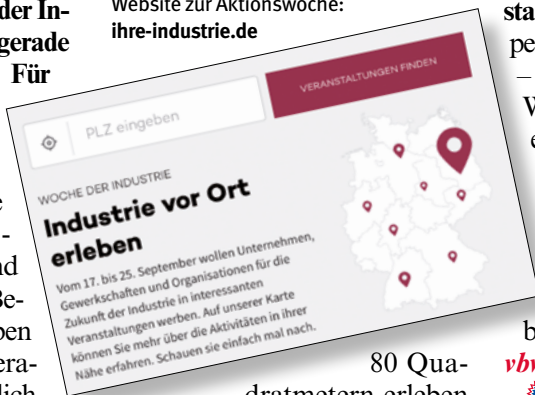 der In-
gerade
Für
Website zur Aktionswoche:
ihre-industrie.de
PLZ eingeben
VERANSTALTUNGEN FINDEN
WOCHE DER INDUSTRIE
Industrie vor Ort
erleben
Vom 17. bis 25. September wollen Unternehmen,
Gewerkschaften und Organisationen für die
Zukunft der Industrie in interessanten
Veranstaltungen werben. Auf unserer Karte
können Sie mehr über die Aktivitäten in ihrer
Nähe erfahren. Schauen sie einfach mal nach.
80 Qua-
dratmetern erleben